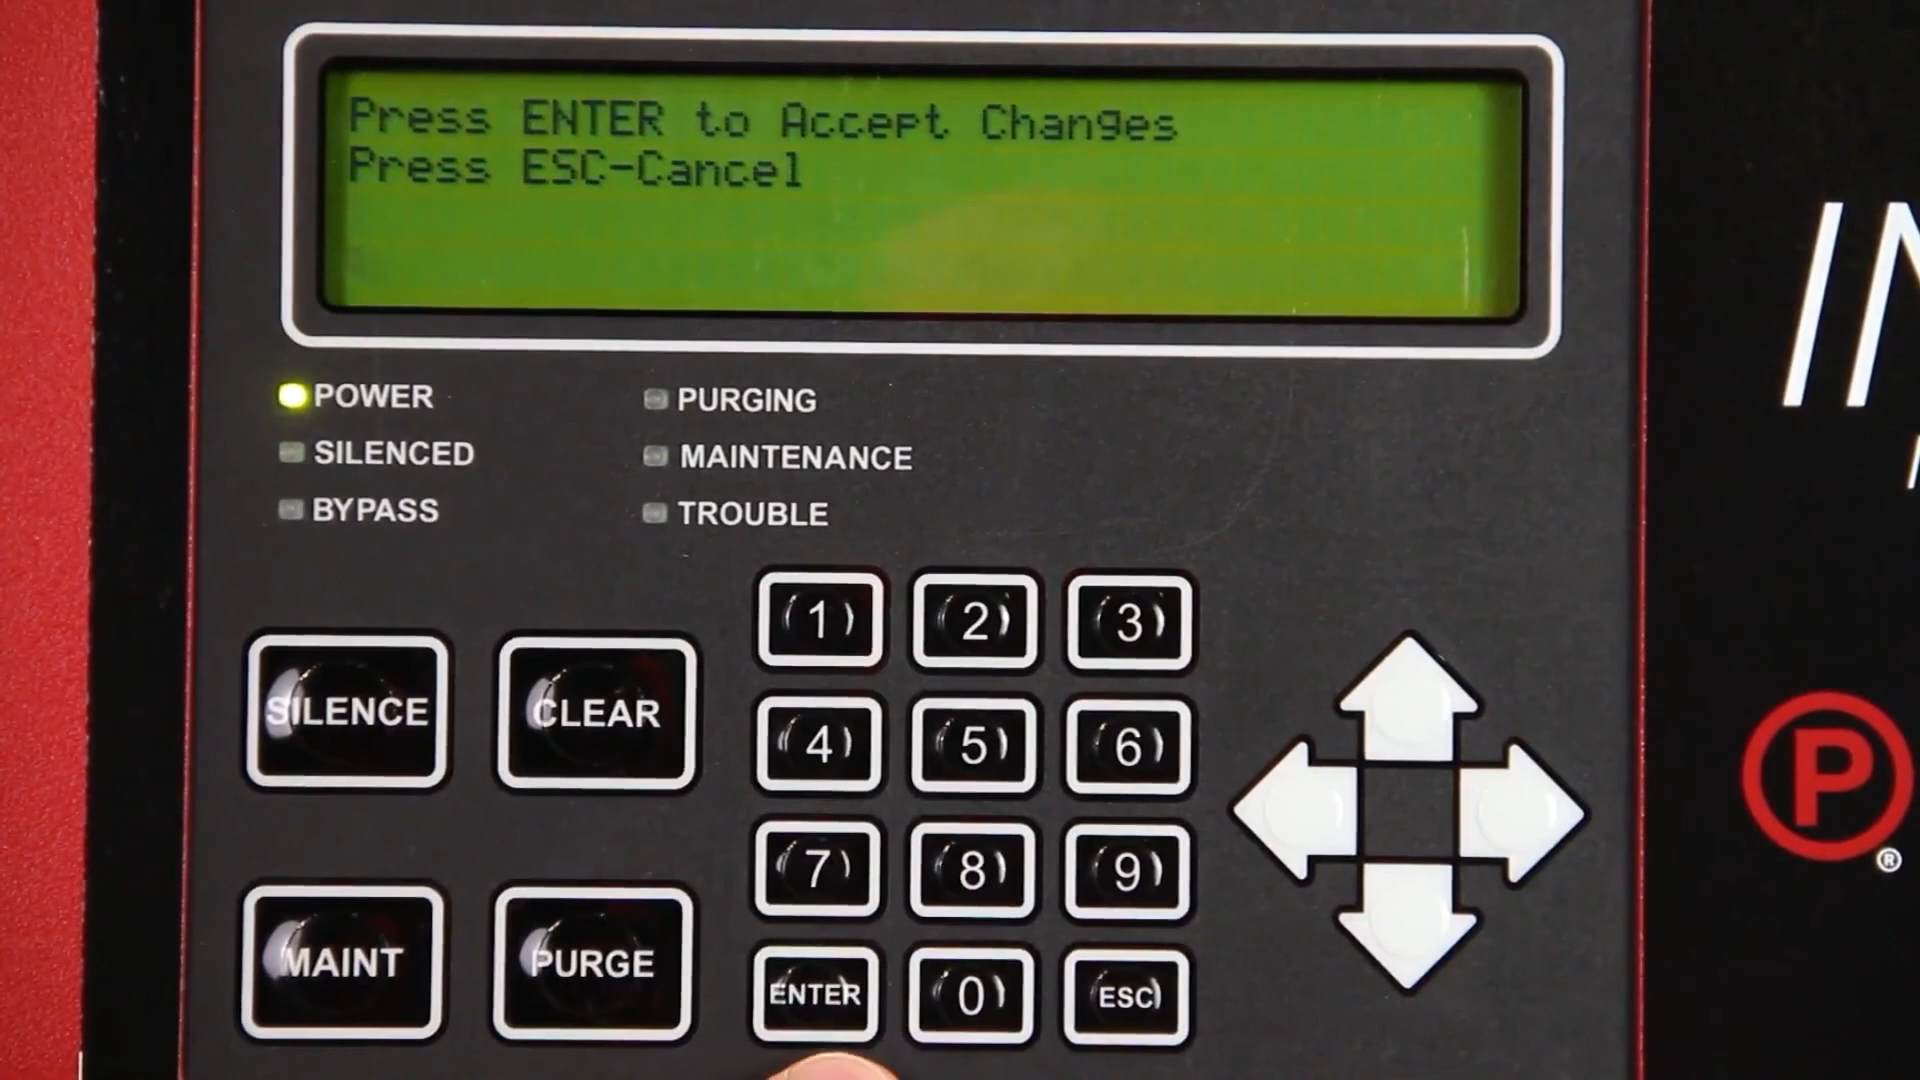 Press ENTER to Accept Changes
Press ESC-Cancel
POWER
PURGING
SILENCED
MAINTENANCE
BYPASS
TROUBLE
1 2 3
SILENCE CLEAR
4 5 6
7 8 9
MAINT PURGE
ENTER 0 ESC
P
®